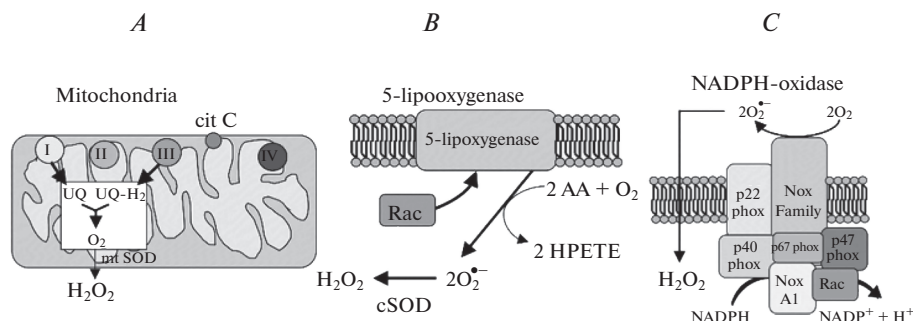 A
B
C
Mitochondria
cit C
I
II
III
IV
UQ UQ-H₂
O₂
mt SOD
H₂O₂
5-lipooxygenase
5-lipoxygenase
Rac
2 AA + O₂
2 HPETE
H₂O₂
cSOD
2O₂•−
NADPH-oxidase
2O₂•−
2O₂
p22
phox
Nox
Family
p40
phox
p67 phox
p47
phox
Nox
A1
Rac
H₂O₂
NADPH
NADP⁺ + H⁺